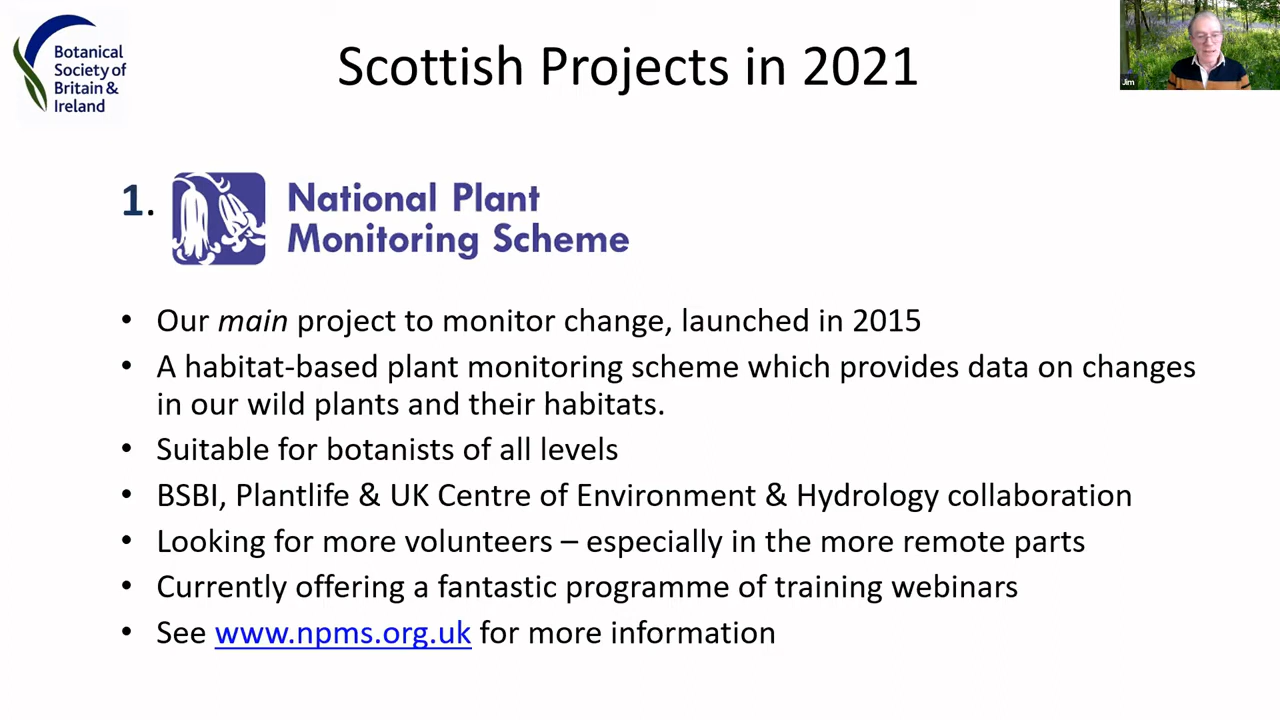 Botanical
Society of
Britain &
Ireland
Scottish Projects in 2021
Jim
1.
National Plant
Monitoring Scheme
• Our main project to monitor change, launched in 2015
• A habitat-based plant monitoring scheme which provides data on changes
in our wild plants and their habitats.
• Suitable for botanists of all levels
• BSBI, Plantlife & UK Centre of Environment & Hydrology collaboration
• Looking for more volunteers – especially in the more remote parts
• Currently offering a fantastic programme of training webinars
• See www.npms.org.uk for more information